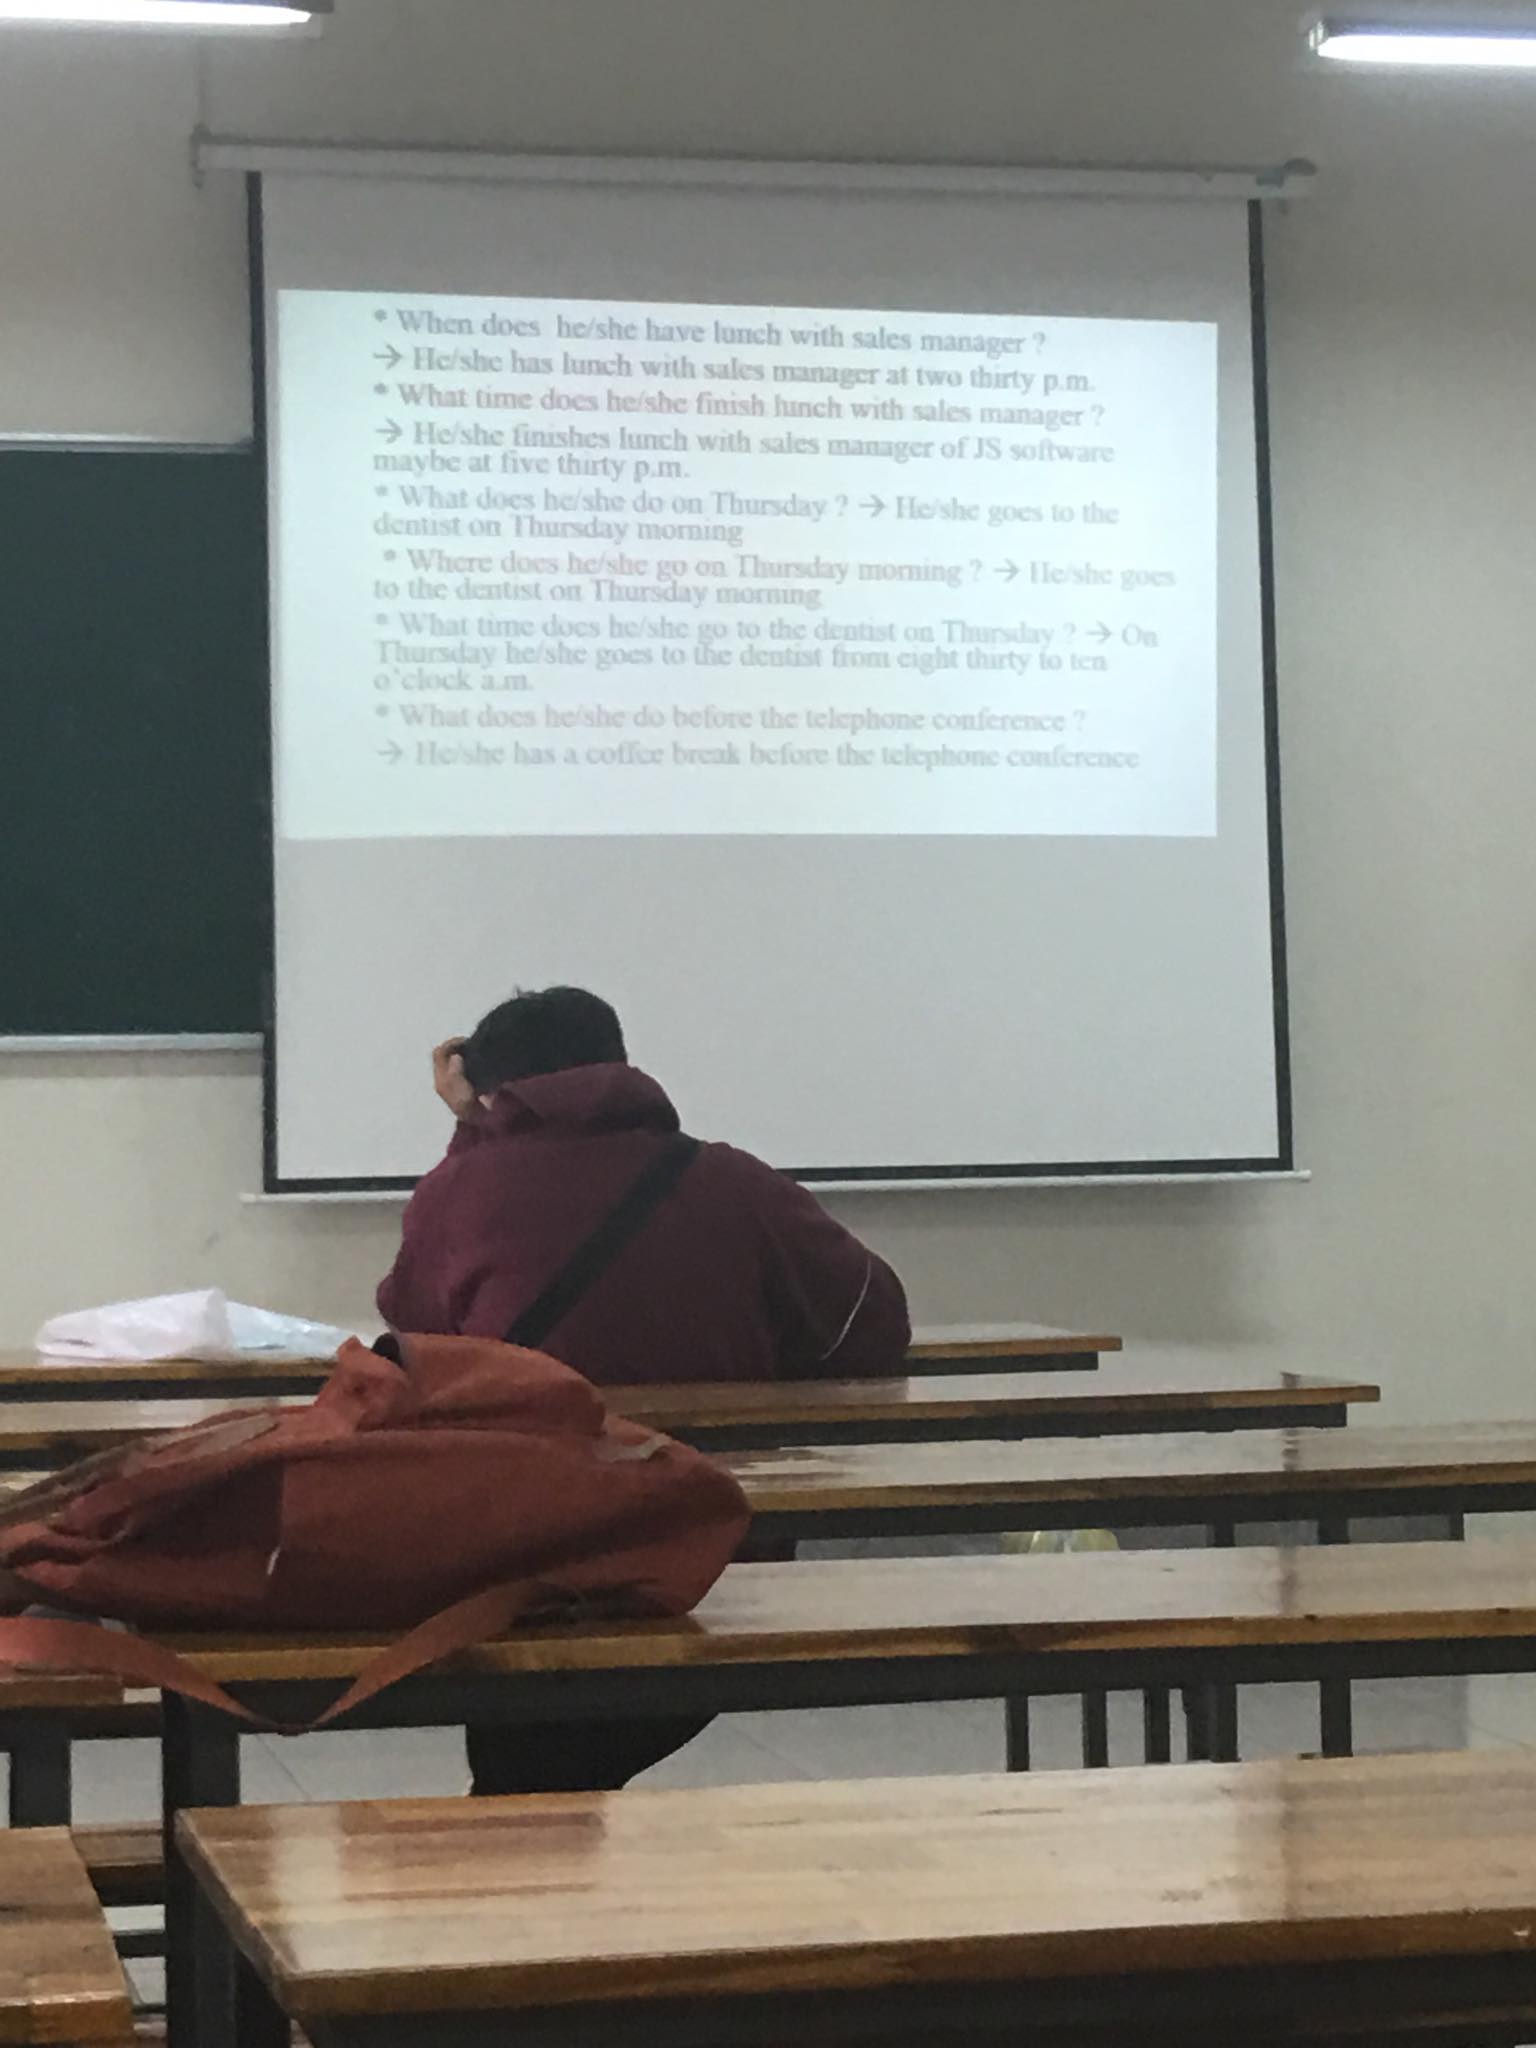 * When does he/she have lunch with sales manager ?
→ He/she has lunch with sales manager at two thirty p.m.
* What time does he/she finish lunch with sales manager ?
→ He/she finishes lunch with sales manager of JS software
maybe at five thirty p.m.
* What does he/she do on Thursday ? → He/she goes to the
dentist on Thursday morning
* Where does he/she go on Thursday morning ? → He/she goes
to the dentist on Thursday morning
* What time does he/she go to the dentist on Thursday ? → On
Thursday he/she goes to the dentist from eight thirty to ten
o'clock a.m.
* What does he/she do before the telephone conference ?
→ He/she has a coffee break before the telephone conference